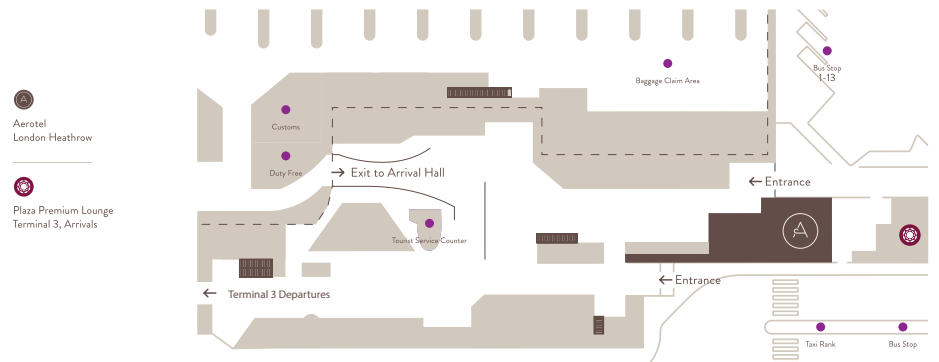 Aerotel
London Heathrow
Plaza Premium Lounge
Terminal 3, Arrivals
Bus Stop
1-13
Baggage Claim Area
Customs
Duty Free
Exit to Arrival Hall
Entrance
A
Tourist Service Counter
Entrance
Terminal 3 Departures
Taxi Rank
Bus Stop